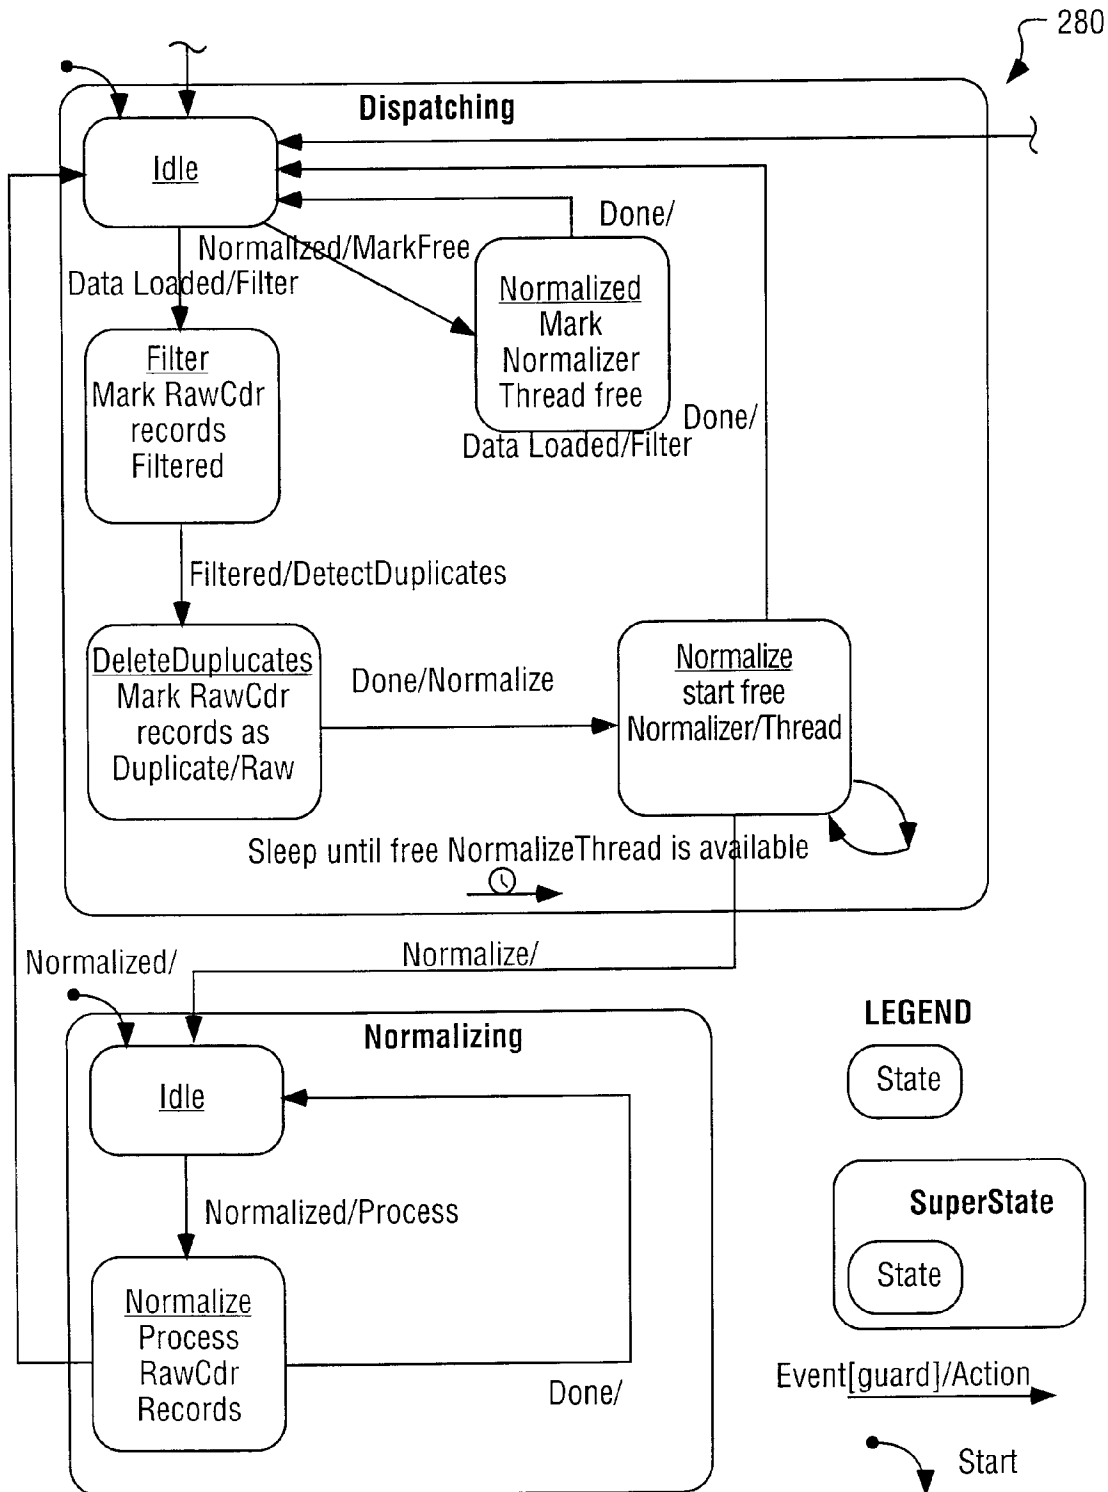 280
Dispatching
Idle
Done/
Normalized/MarkFree
Data Loaded/Filter
Normalized
Mark
Normalizer
Thread free
Filter
Mark RawCdr
records
Filtered
Done/
Data Loaded/Filter
Filtered/DetectDuplicates
DeleteDuplucates
Mark RawCdr
records as
Duplicate/Raw
Done/Normalize
Normalize
start free
Normalizer/Thread
Sleep until free NormalizeThread is available
Normalized/
Normalize/
Normalizing
Idle
Normalized/Process
Normalize
Process
RawCdr
Records
Done/
LEGEND
State
SuperState
State
Event[guard]/Action
Start